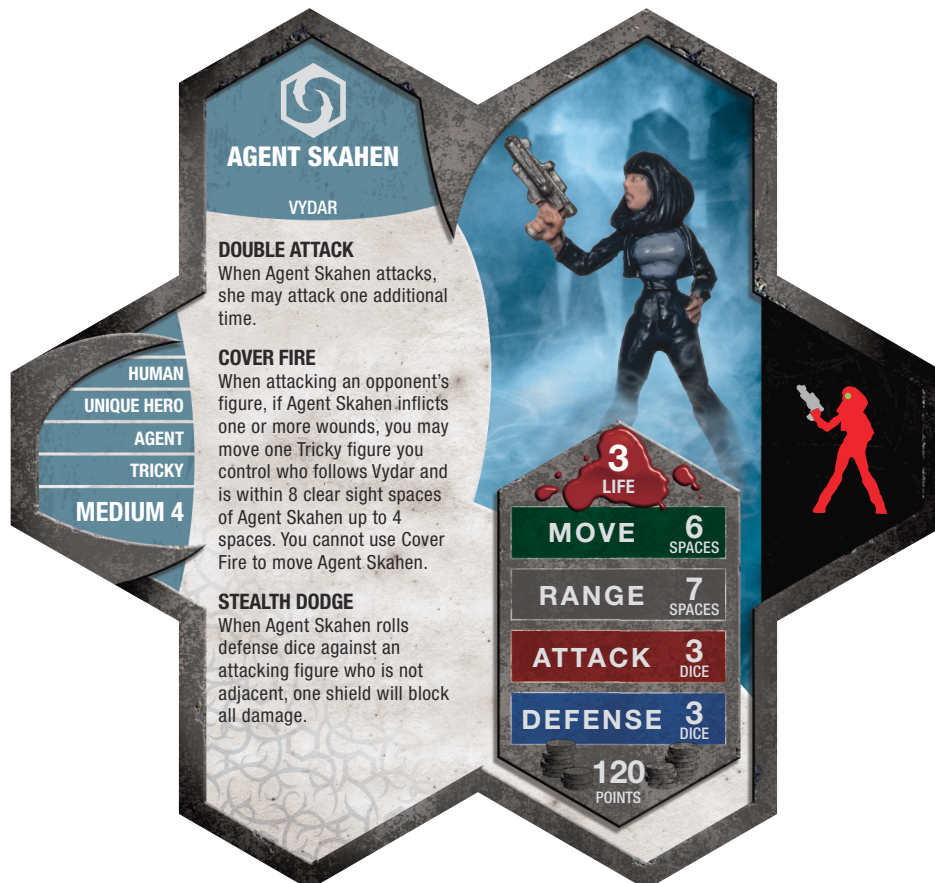 AGENT SKAHEN
VYDAR
DOUBLE ATTACK
When Agent Skahen attacks,
she may attack one additional
time.
COVER FIRE
When attacking an opponent's
figure, if Agent Skahen inflicts
one or more wounds, you may
move one Tricky figure you
control who follows Vydar and
is within 8 clear sight spaces
of Agent Skahen up to 4
spaces. You cannot use Cover
Fire to move Agent Skahen.
STEALTH DODGE
When Agent Skahen rolls
defense dice against an
attacking figure who is not
adjacent, one shield will block
all damage.
HUMAN
UNIQUE HERO
AGENT
TRICKY
MEDIUM 4
3
LIFE
MOVE 6
SPACES
RANGE 7
SPACES
ATTACK 3
DICE
DEFENSE 3
DICE
120
POINTS